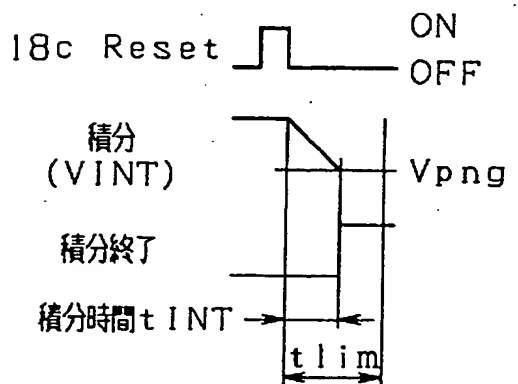 18c Reset
ON
OFF
積分
(VINT)
Vpng
積分終了
積分時間tINT
tlim